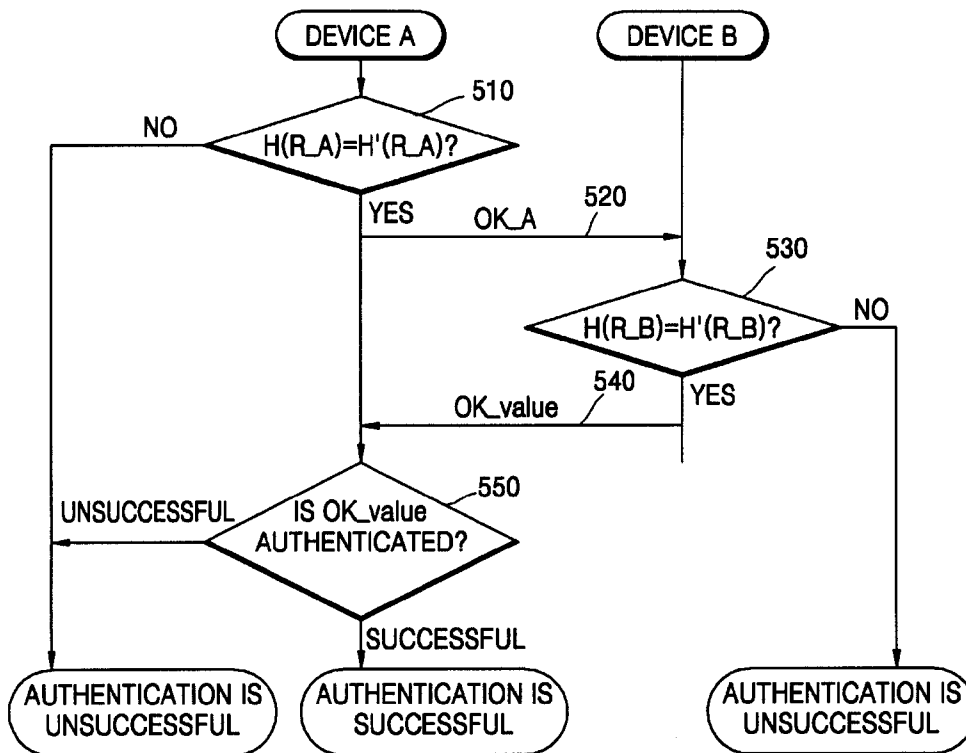 DEVICE A
DEVICE B
510
NO
H(R_A)=H'(R_A)?
YES
OK_A
520
530
H(R_B)=H'(R_B)?
NO
YES
OK_value
540
550
UNSUCCESSFUL
IS OK_value
AUTHENTICATED?
SUCCESSFUL
AUTHENTICATION IS
UNSUCCESSFUL
AUTHENTICATION IS
SUCCESSFUL
AUTHENTICATION IS
UNSUCCESSFUL